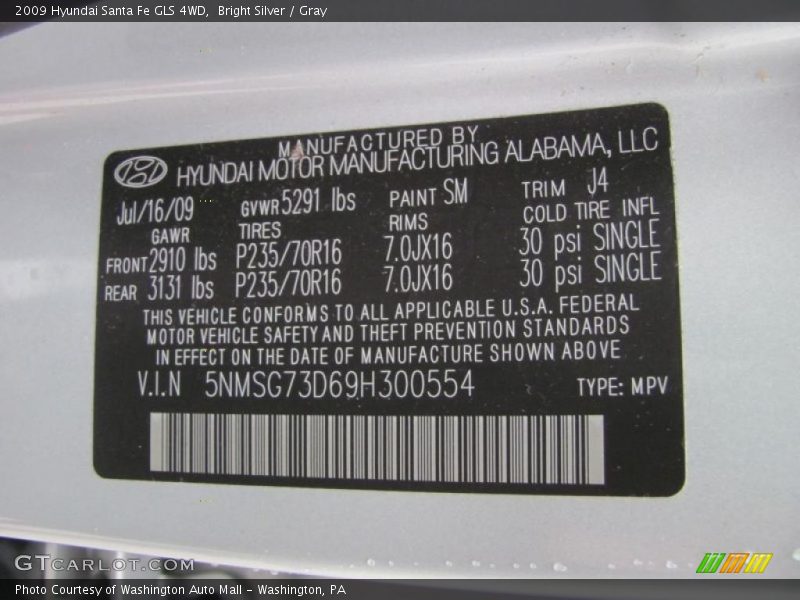 2009 Hyundai Santa Fe GLS 4WD,  Bright Silver / Gray
MANUFACTURED BY
HYUNDAI MOTOR MANUFACTURING ALABAMA, LLC
Jul/16/09 GVWR 5291 lbs PAINT SM TRIM J4
GAWR TIRES RIMS COLD TIRE INFL
FRONT 2910 lbs P235/70R16 7.0JX16 30 psi SINGLE
REAR 3131 lbs P235/70R16 7.0JX16 30 psi SINGLE
THIS VEHICLE CONFORMS TO ALL APPLICABLE U.S.A. FEDERAL
MOTOR VEHICLE SAFETY AND THEFT PREVENTION STANDARDS
IN EFFECT ON THE DATE OF MANUFACTURE SHOWN ABOVE
V.I.N 5NMSG73D69H300554 TYPE: MPV
GTCARLOT.COM
Photo Courtesy of Washington Auto Mall - Washington, PA